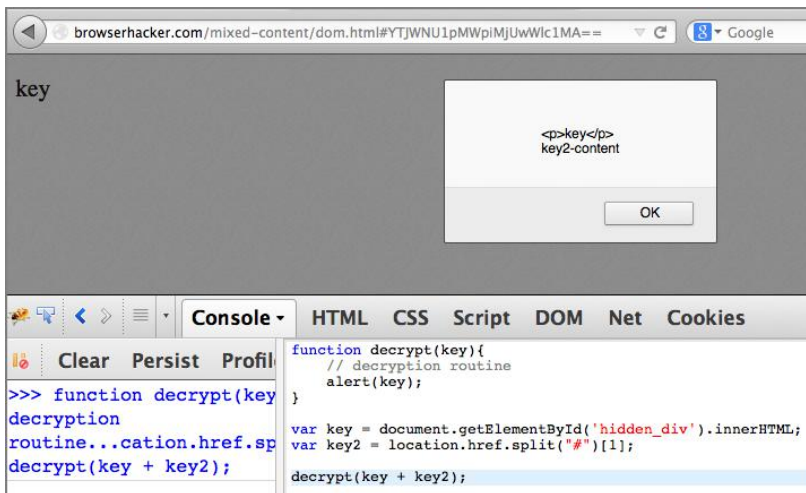 browserhacker.com/mixed-content/dom.html#YTJWNU1pMWpiMjUwWlc1MA==
8 Google
key
<p>key</p>
key2-content
OK
Console HTML CSS Script DOM Net Cookies
Clear Persist Profil
>>> function decrypt(key
decryption
routine...cation.href.sp
decrypt(key + key2);
function decrypt(key){
// decryption routine
alert(key);
}
var key = document.getElementById('hidden_div').innerHTML;
var key2 = location.href.split("#")[1];
decrypt(key + key2);